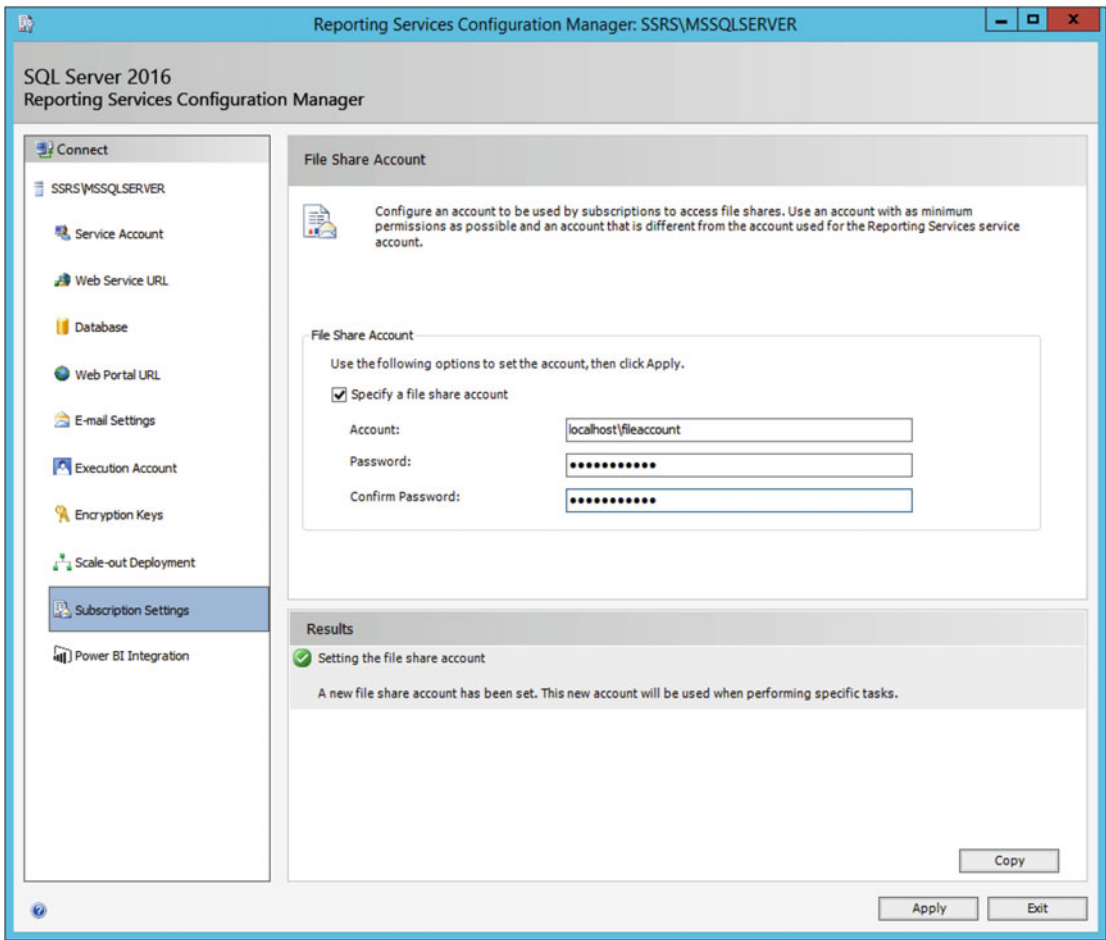 Reporting Services Configuration Manager: SSRS\MSSQLSERVER
SQL Server 2016
Reporting Services Configuration Manager
Connect
SSRS\MSSQLSERVER
Service Account
Web Service URL
Database
Web Portal URL
E-mail Settings
Execution Account
Encryption Keys
Scale-out Deployment
Subscription Settings
Power BI Integration
File Share Account
Configure an account to be used by subscriptions to access file shares. Use an account with as minimum
permissions as possible and an account that is different from the account used for the Reporting Services service
account.
File Share Account
Use the following options to set the account, then click Apply.
Specify a file share account
Account: localhost\fileaccount
Password: ●●●●●●●●●●●
Confirm Password: ●●●●●●●●●●●
Results
Setting the file share account
A new file share account has been set. This new account will be used when performing specific tasks.
Copy
Apply Exit